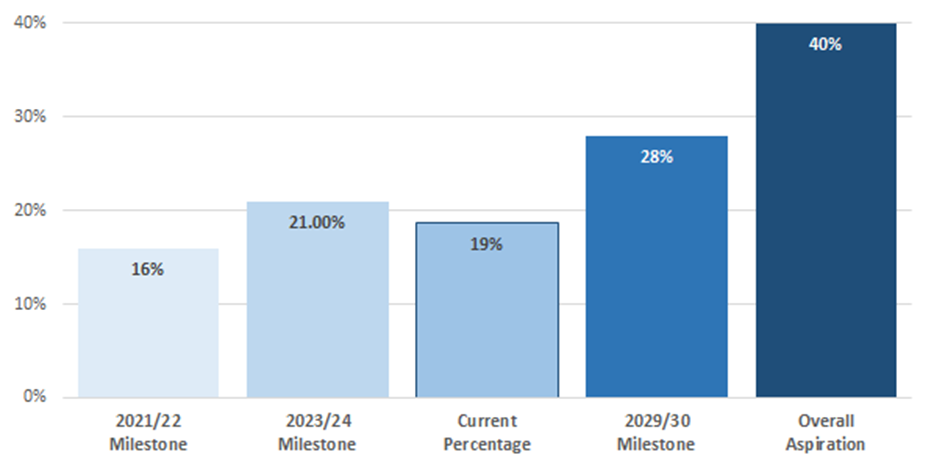 40%
30%
20%
10%
0%
16%
21.00%
19%
28%
40%
2021/22
Milestone
2023/24
Milestone
Current
Percentage
2029/30
Milestone
Overall
Aspiration